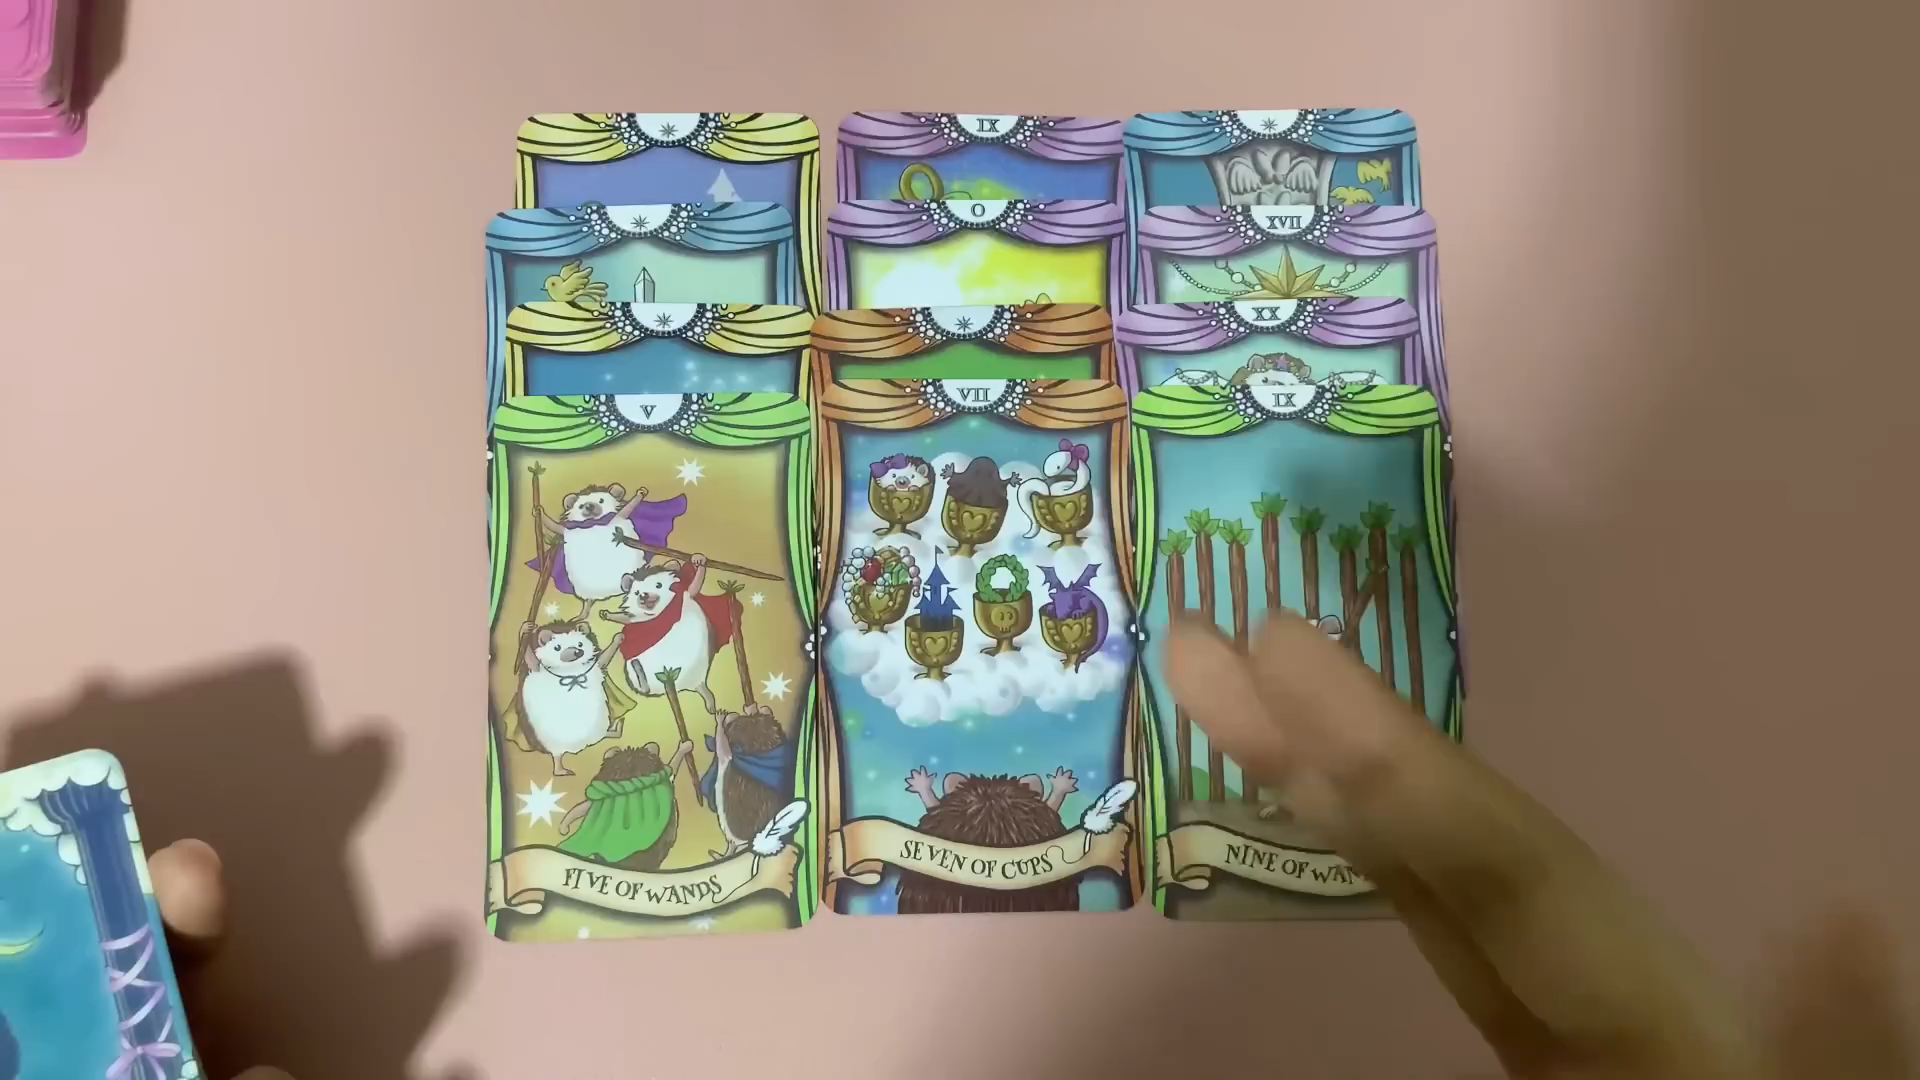 IX
O
XVII
XX
V
VII
IX
FIVE OF WANDS
SEVEN OF CUPS
NINE OF WAN